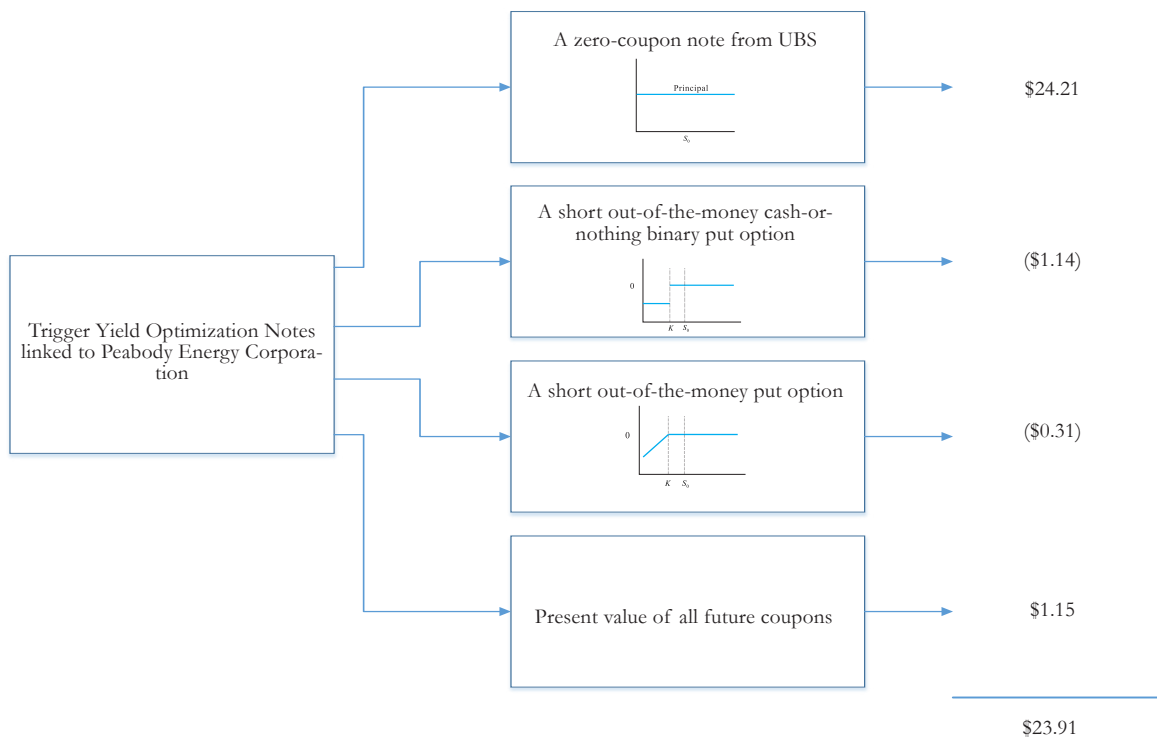 A zero-coupon note from UBS
Principal
S0
$24.21
A short out-of-the-money cash-or-
nothing binary put option
0
K S0
($1.14)
Trigger Yield Optimization Notes
linked to Peabody Energy Corpora-
tion
A short out-of-the-money put option
0
K S0
($0.31)
Present value of all future coupons
$1.15
$23.91